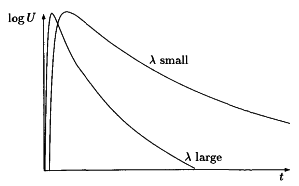 log U
λ small
λ large
t